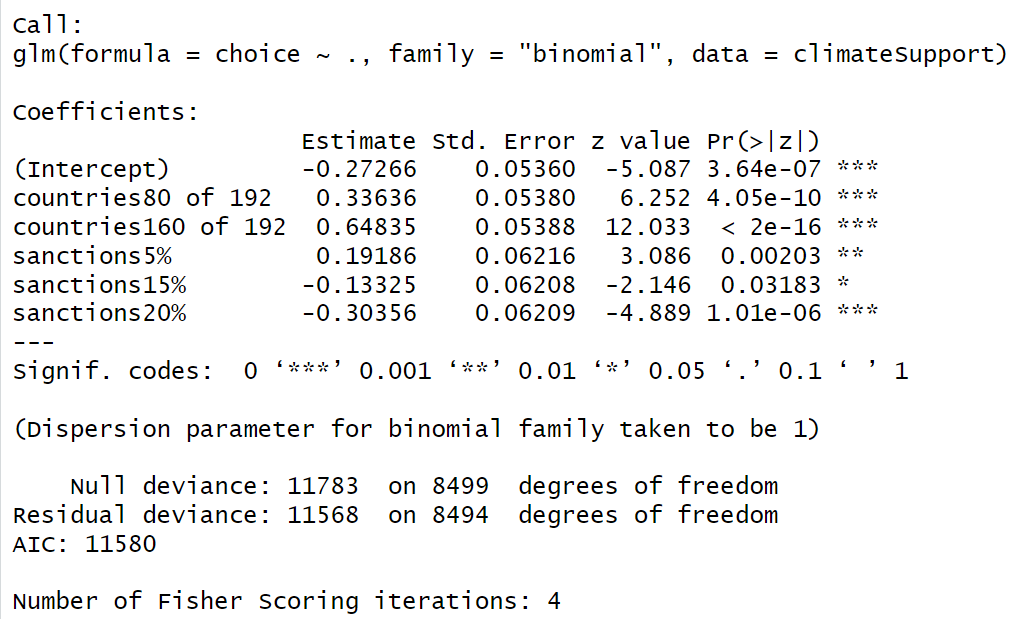 Call:
glm(formula = choice ~ ., family = "binomial", data = climateSupport)
Coefficients:
Estimate Std. Error z value Pr(>|z|)
(Intercept) -0.27266 0.05360 -5.087 3.64e-07 ***
countries80 of 192 0.33636 0.05380 6.252 4.05e-10 ***
countries160 of 192 0.64835 0.05388 12.033 < 2e-16 ***
sanctions5% 0.19186 0.06216 3.086 0.00203 **
sanctions15% -0.13325 0.06208 -2.146 0.03183 *
sanctions20% -0.30356 0.06209 -4.889 1.01e-06 ***
---
Signif. codes: 0 ‘***’ 0.001 ‘**’ 0.01 ‘*’ 0.05 ‘.’ 0.1 ‘ ’ 1
(Dispersion parameter for binomial family taken to be 1)
Null deviance: 11783 on 8499 degrees of freedom
Residual deviance: 11568 on 8494 degrees of freedom
AIC: 11580
Number of Fisher Scoring iterations: 4